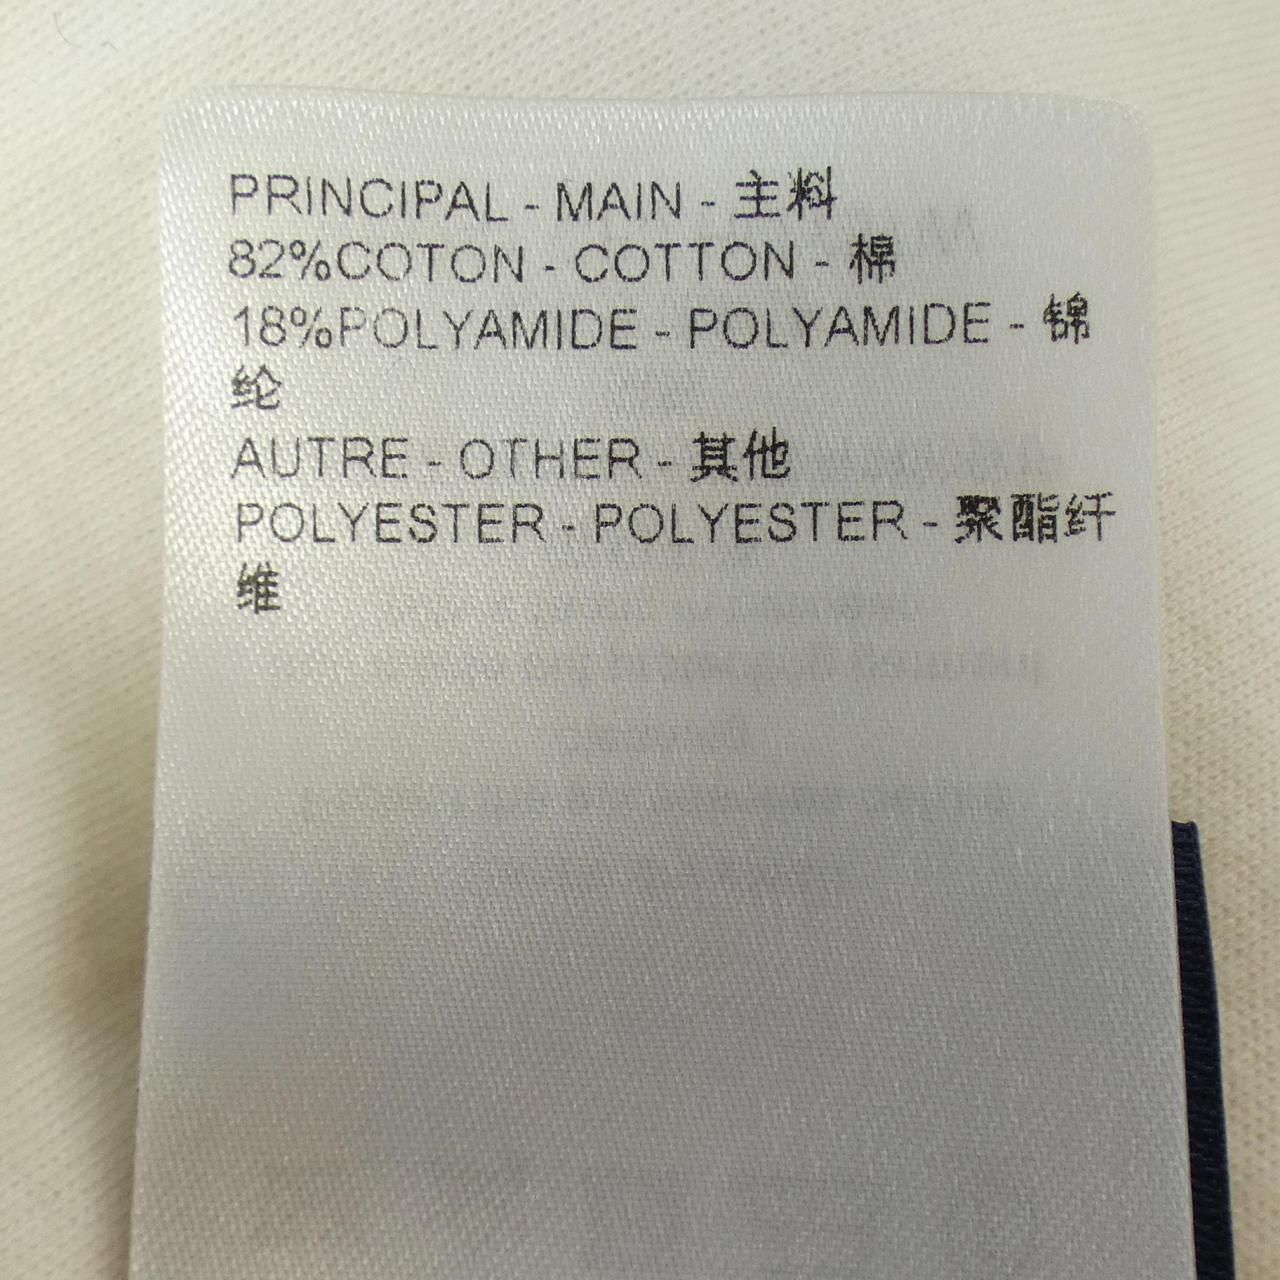 PRINCIPAL - MAIN - 主料
82%COTON - COTTON - 棉
18%POLYAMIDE - POLYAMIDE - 锦
纶
AUTRE - OTHER - 其他
POLYESTER - POLYESTER - 聚酯纤
维